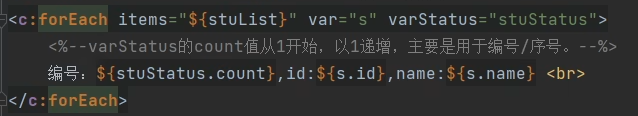 <c:forEach items="${stuList}" var="s" varStatus="stuStatus">
<%--varStatus的count值从1开始，以1递增，主要是用于编号/序号。--%>
编号：${stuStatus.count},id:${s.id},name:${s.name} <br>
</c:forEach>